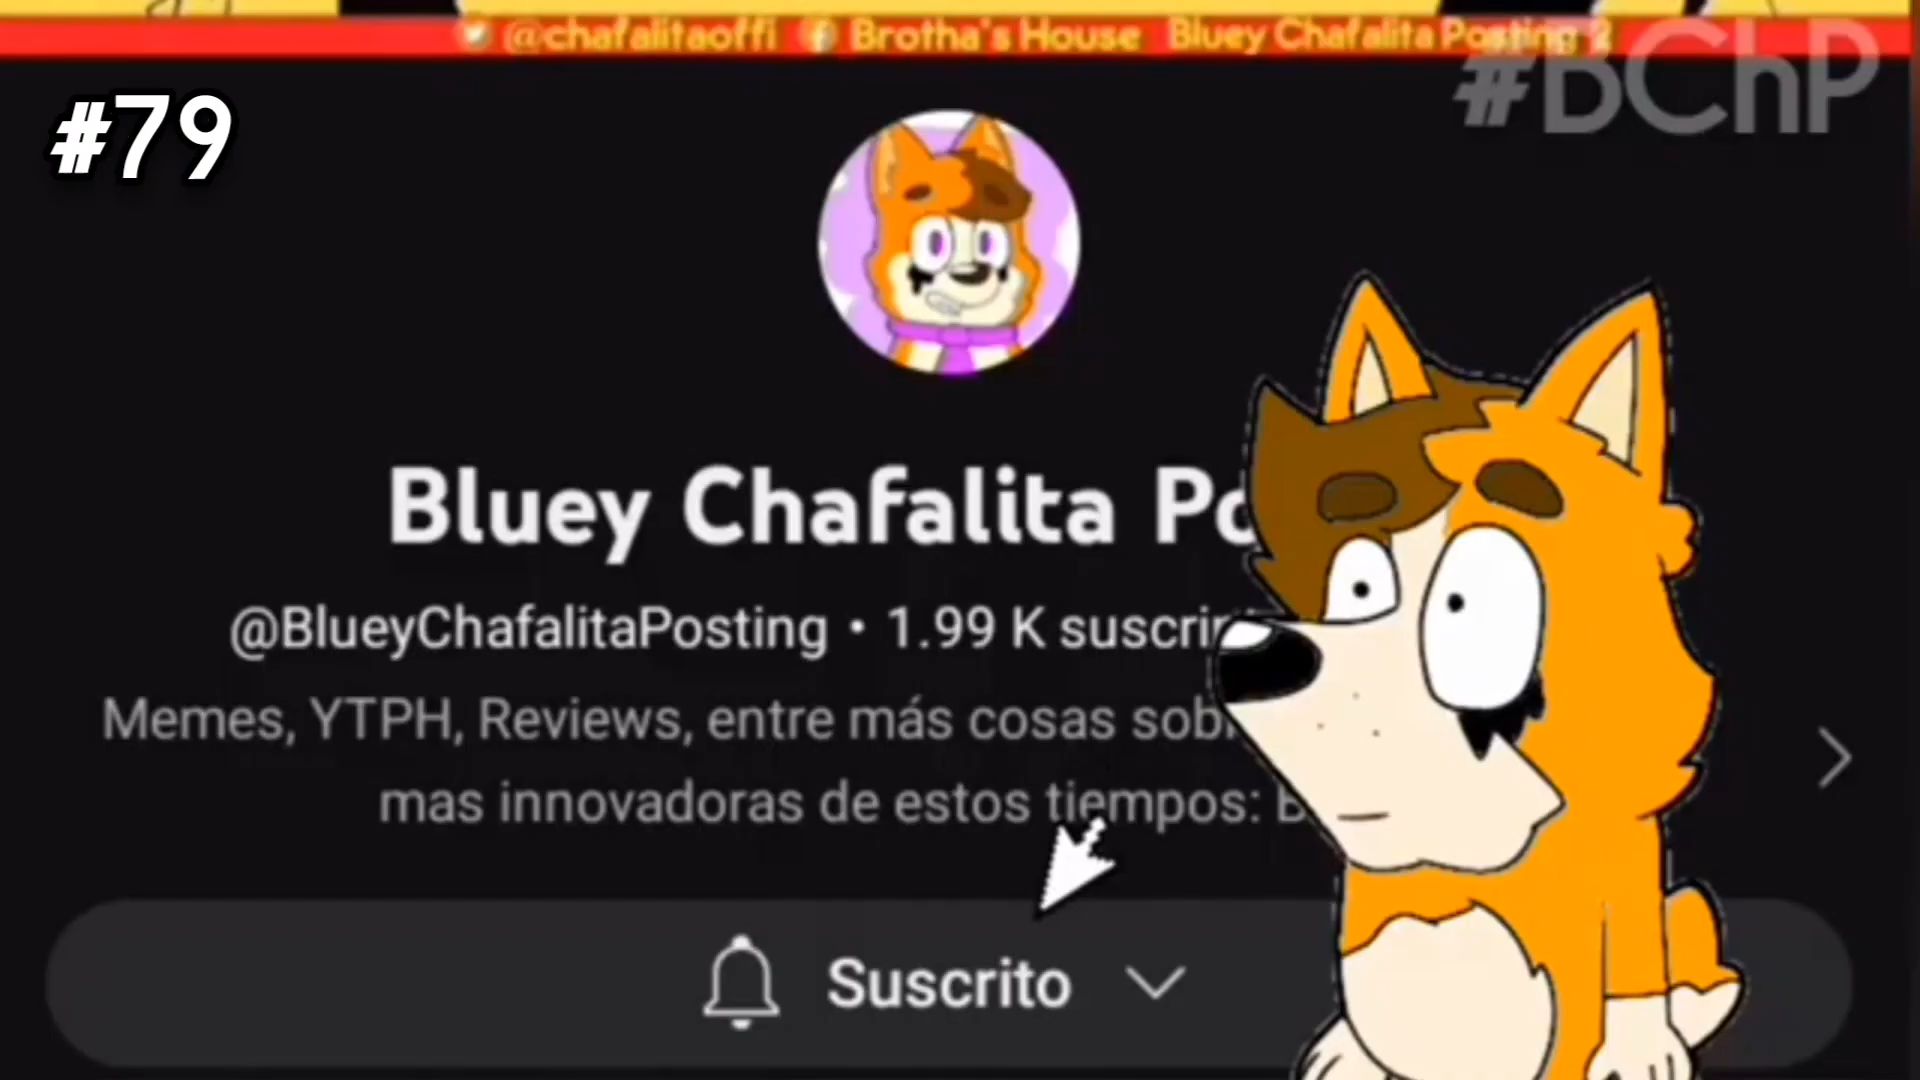 @chafalitaoffi Brotha's House Bluey Chafalita Posting 2
#BChP
#79
Bluey Chafalita Po
@BlueyChafalitaPosting • 1.99 K suscrip
Memes, YTPH, Reviews, entre más cosas sob
mas innovadoras de estos tiempos: B
Suscrito